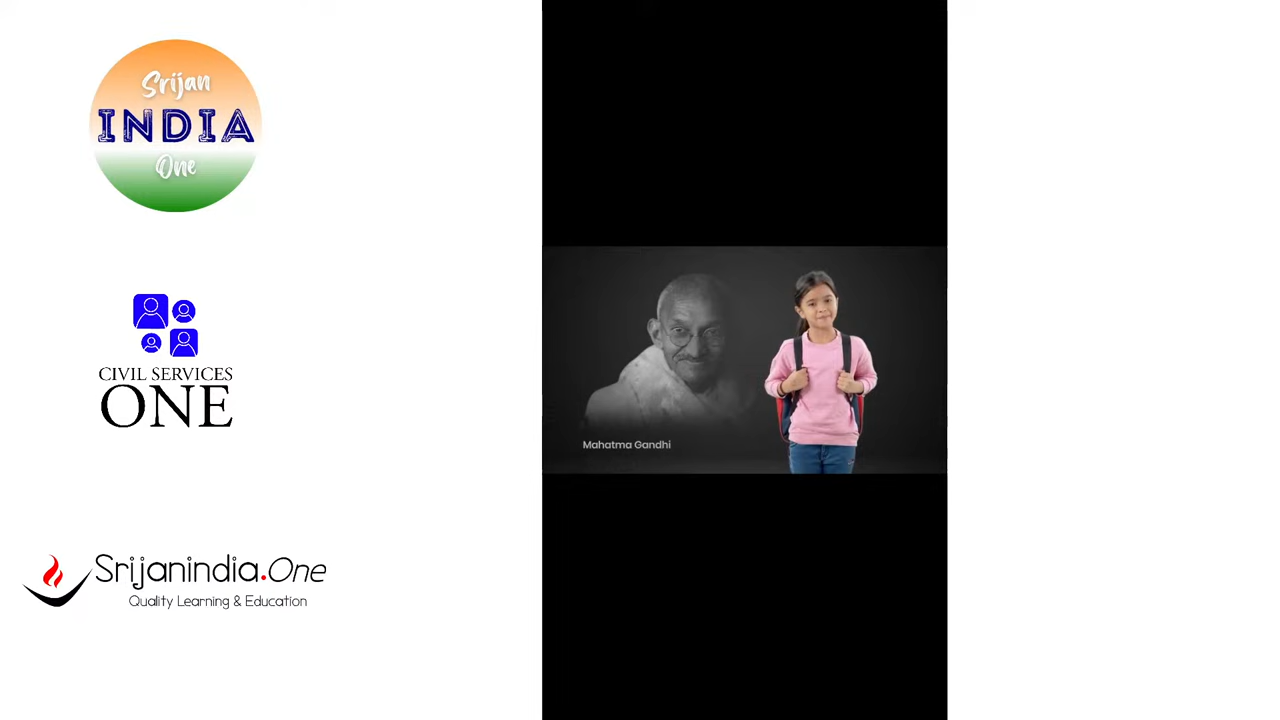 Srijan
INDIA
One
CIVIL SERVICES
ONE
Srijanindia.One
Quality Learning & Education
Mahatma Gandhi